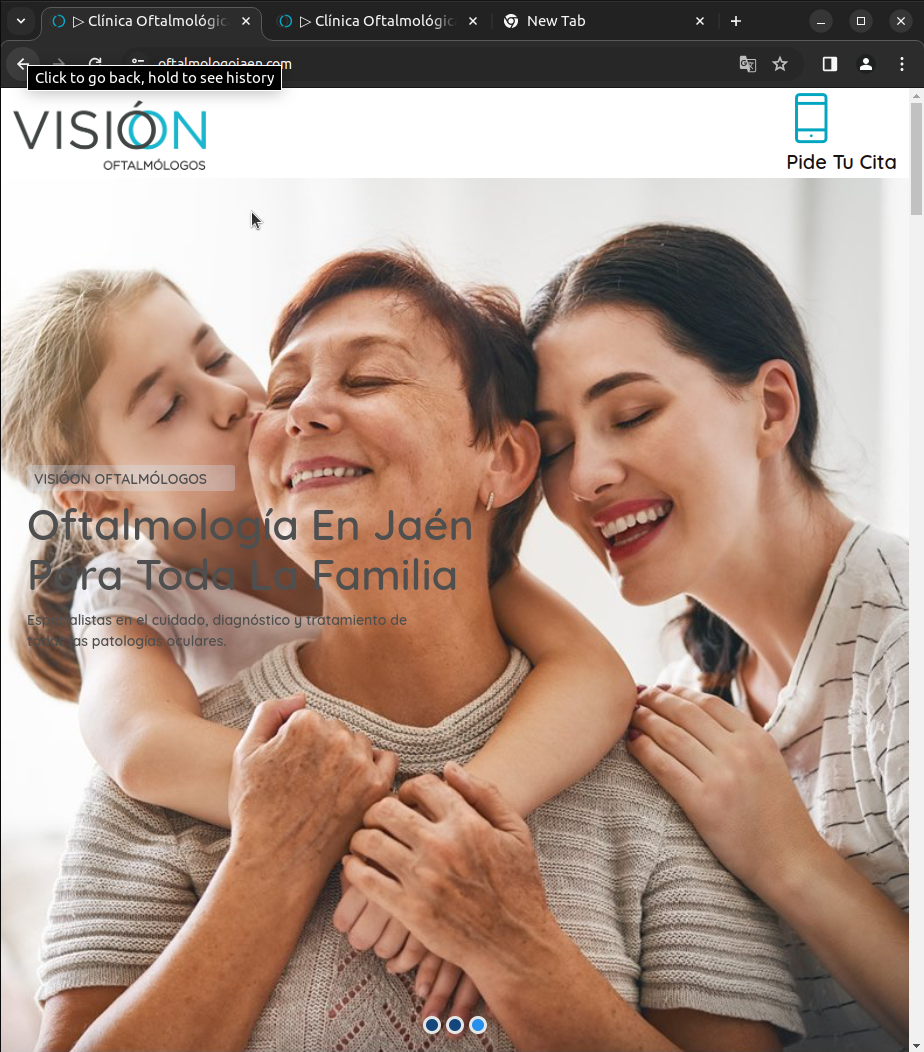 ▷ Clínica Oftalmológic
▷ Clínica Oftalmológic
New Tab
oftalmologojaen.com
Click to go back, hold to see history
VISIÓN
OFTALMÓLOGOS
Pide Tu Cita
VISIÓON OFTALMÓLOGOS
Oftalmología En Jaén
Para Toda La Familia
Especialistas en el cuidado, diagnóstico y tratamiento de
todas las patologías oculares.